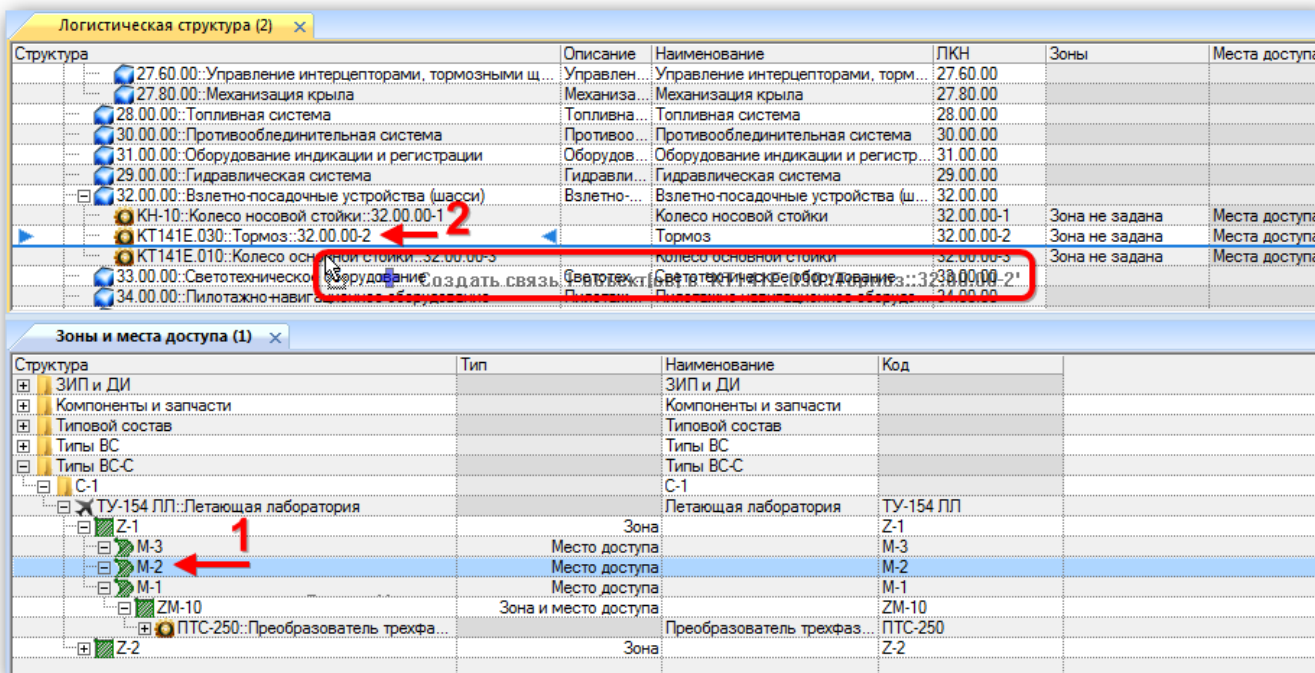 Логистическая структура (2)
Структура Описание Наименование ЛКН Зоны Места доступа
27.60.00::Управление интерцепторами, тормозными щ... Управлен... Управление интерцепторами, торм... 27.60.00
27.80.00::Механизация крыла Механиза... Механизация крыла 27.80.00
28.00.00::Топливная система Топливна... Топливная система 28.00.00
30.00.00::Противообледенительная система Противоо... Противообледенительная система 30.00.00
31.00.00::Оборудование индикации и регистрации Оборудов... Оборудование индикации и регистр... 31.00.00
29.00.00::Гидравлическая система Гидравли... Гидравлическая система 29.00.00
32.00.00::Взлетно-посадочные устройства (шасси) Взлетно-... Взлетно-посадочные устройства (ш... 32.00.00
КН-10::Колесо носовой стойки::32.00.00-1 Колесо носовой стойки 32.00.00-1 Зона не задана Места доступа
2
КТ141Е.030::Тормоз::32.00.00-2 Тормоз 32.00.00-2 Зона не задана Места доступа
КТ141Е.010::Колесо основной стойки::32.00.00-3 Колесо основной стойки 32.00.00-3 Зона не задана Места доступа
33.00.00::Светотехническое оборудование Светотех... Светотехническое оборудование 33.00.00
Создать связь 1 объект(ов) в 'КТ141Е.030::Тормоз::32.00.00-2'
34.00.00::Пилотажно-навигационное оборудование Пилотаж... Пилотажно-навигационное оборудо... 34.00.00
Зоны и места доступа (1)
Структура Тип Наименование Код
ЗИП и ДИ ЗИП и ДИ
Компоненты и запчасти Компоненты и запчасти
Типовой состав Типовой состав
Типы ВС Типы ВС
Типы ВС-С Типы ВС-С
С-1 С-1
ТУ-154 ЛЛ::Летающая лаборатория Летающая лаборатория ТУ-154 ЛЛ
Z-1 Зона Z-1
1
М-3 Место доступа М-3
М-2 Место доступа М-2
М-1 Место доступа М-1
ZM-10 Зона и место доступа ZM-10
ПТС-250::Преобразователь трехфа... Преобразователь трехфаз... ПТС-250
Z-2 Зона Z-2